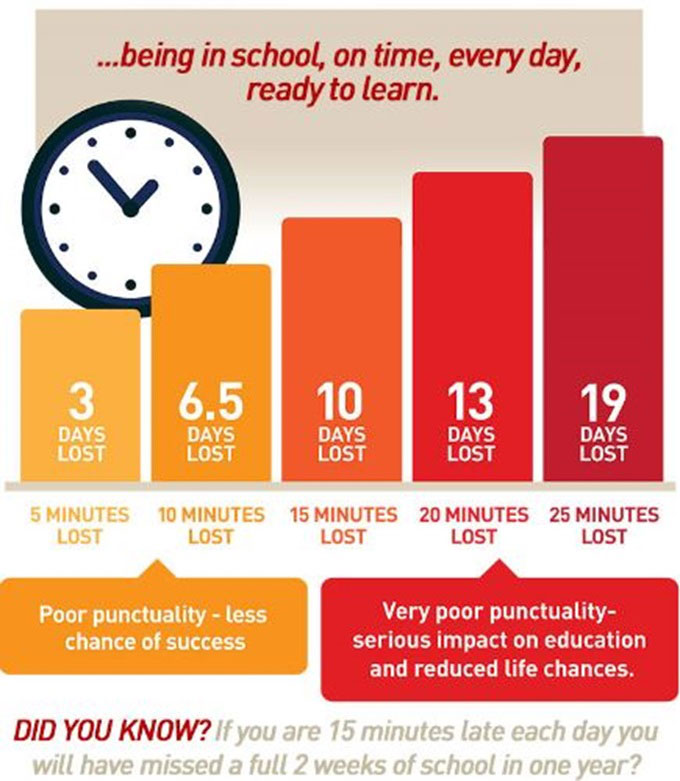 ...being in school, on time, every day,
ready to learn.
3
DAYS
LOST
6.5
DAYS
LOST
10
DAYS
LOST
13
DAYS
LOST
19
DAYS
LOST
5 MINUTES
LOST
10 MINUTES
LOST
15 MINUTES
LOST
20 MINUTES
LOST
25 MINUTES
LOST
Poor punctuality - less
chance of success
Very poor punctuality-
serious impact on education
and reduced life chances.
DID YOU KNOW? If you are 15 minutes late each day you
will have missed a full 2 weeks of school in one year?